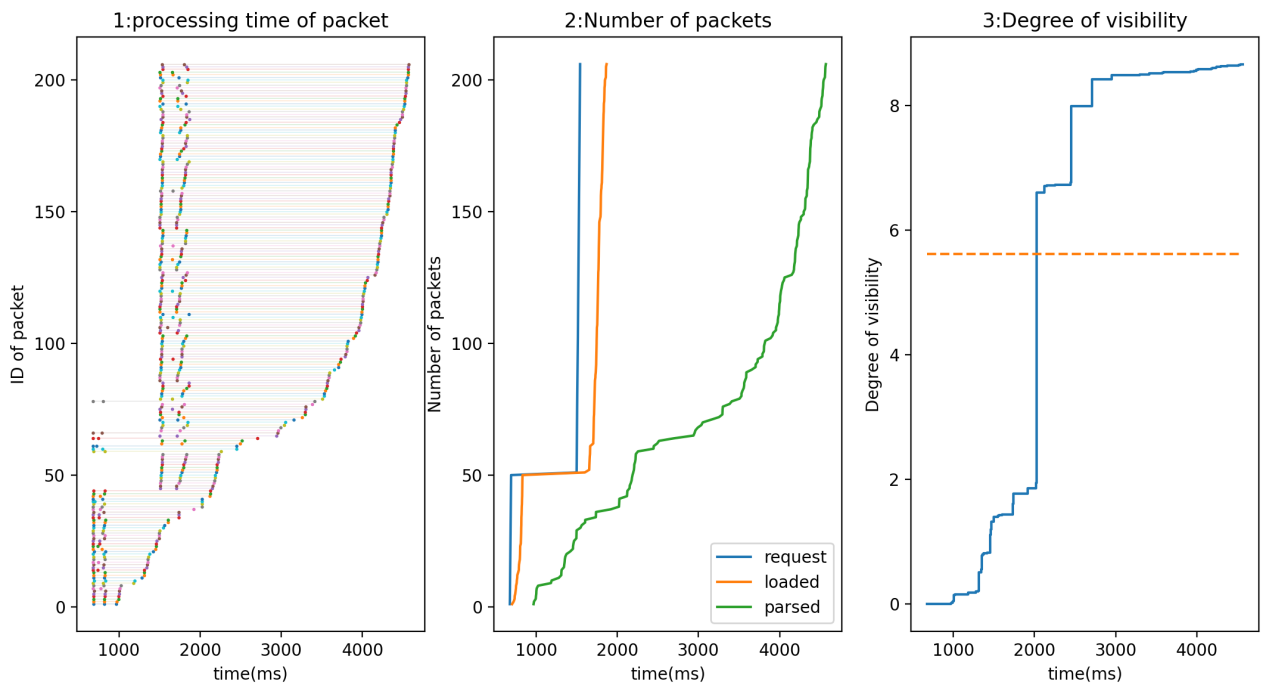 1:processing time of packet
ID of packet
200
150
100
50
0
1000 2000 3000 4000
time(ms)
2:Number of packets
Number of packets
200
150
100
50
0
request
loaded
parsed
1000 2000 3000 4000
time(ms)
3:Degree of visibility
Degree of visibility
8
6
4
2
0
1000 2000 3000 4000
time(ms)